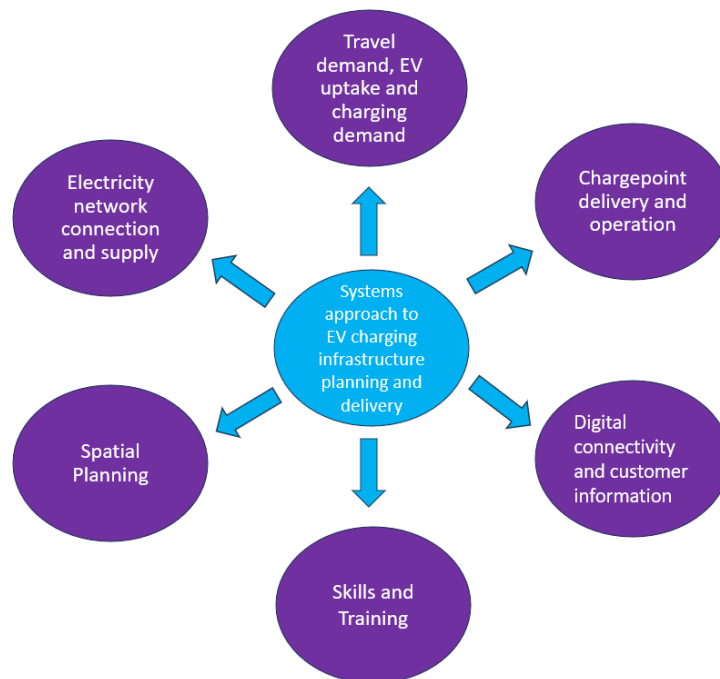 Travel
demand, EV
uptake and
charging
demand
Electricity
network
connection
and supply
Chargepoint
delivery and
operation
Systems
approach to
EV charging
infrastructure
planning and
delivery
Spatial
Planning
Digital
connectivity
and customer
information
Skills and
Training